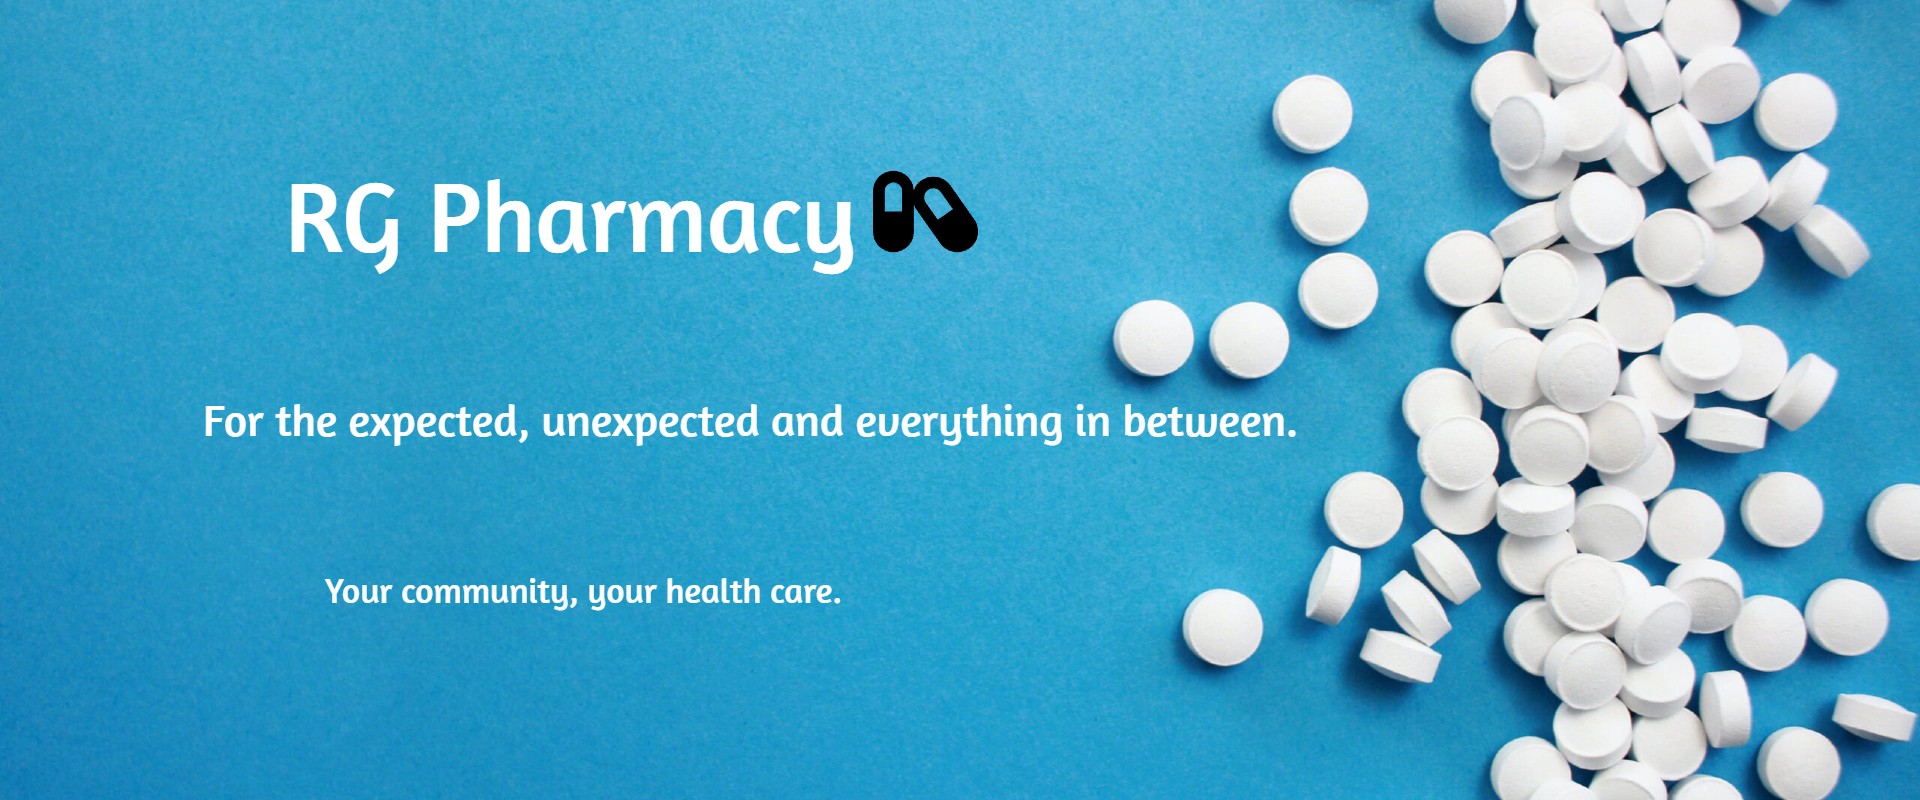 RG Pharmacy
For the expected, unexpected and everything in between.
Your community, your health care.